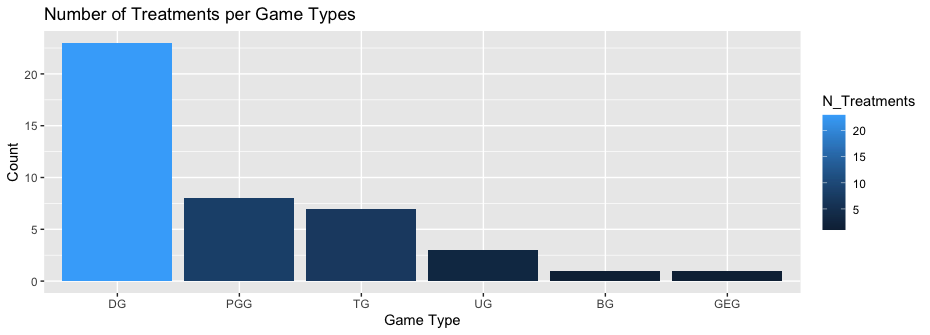 Number of Treatments per Game Types
Count
20
15
10
5
0
DG PGG TG UG BG GEG
Game Type
N_Treatments
20
15
10
5